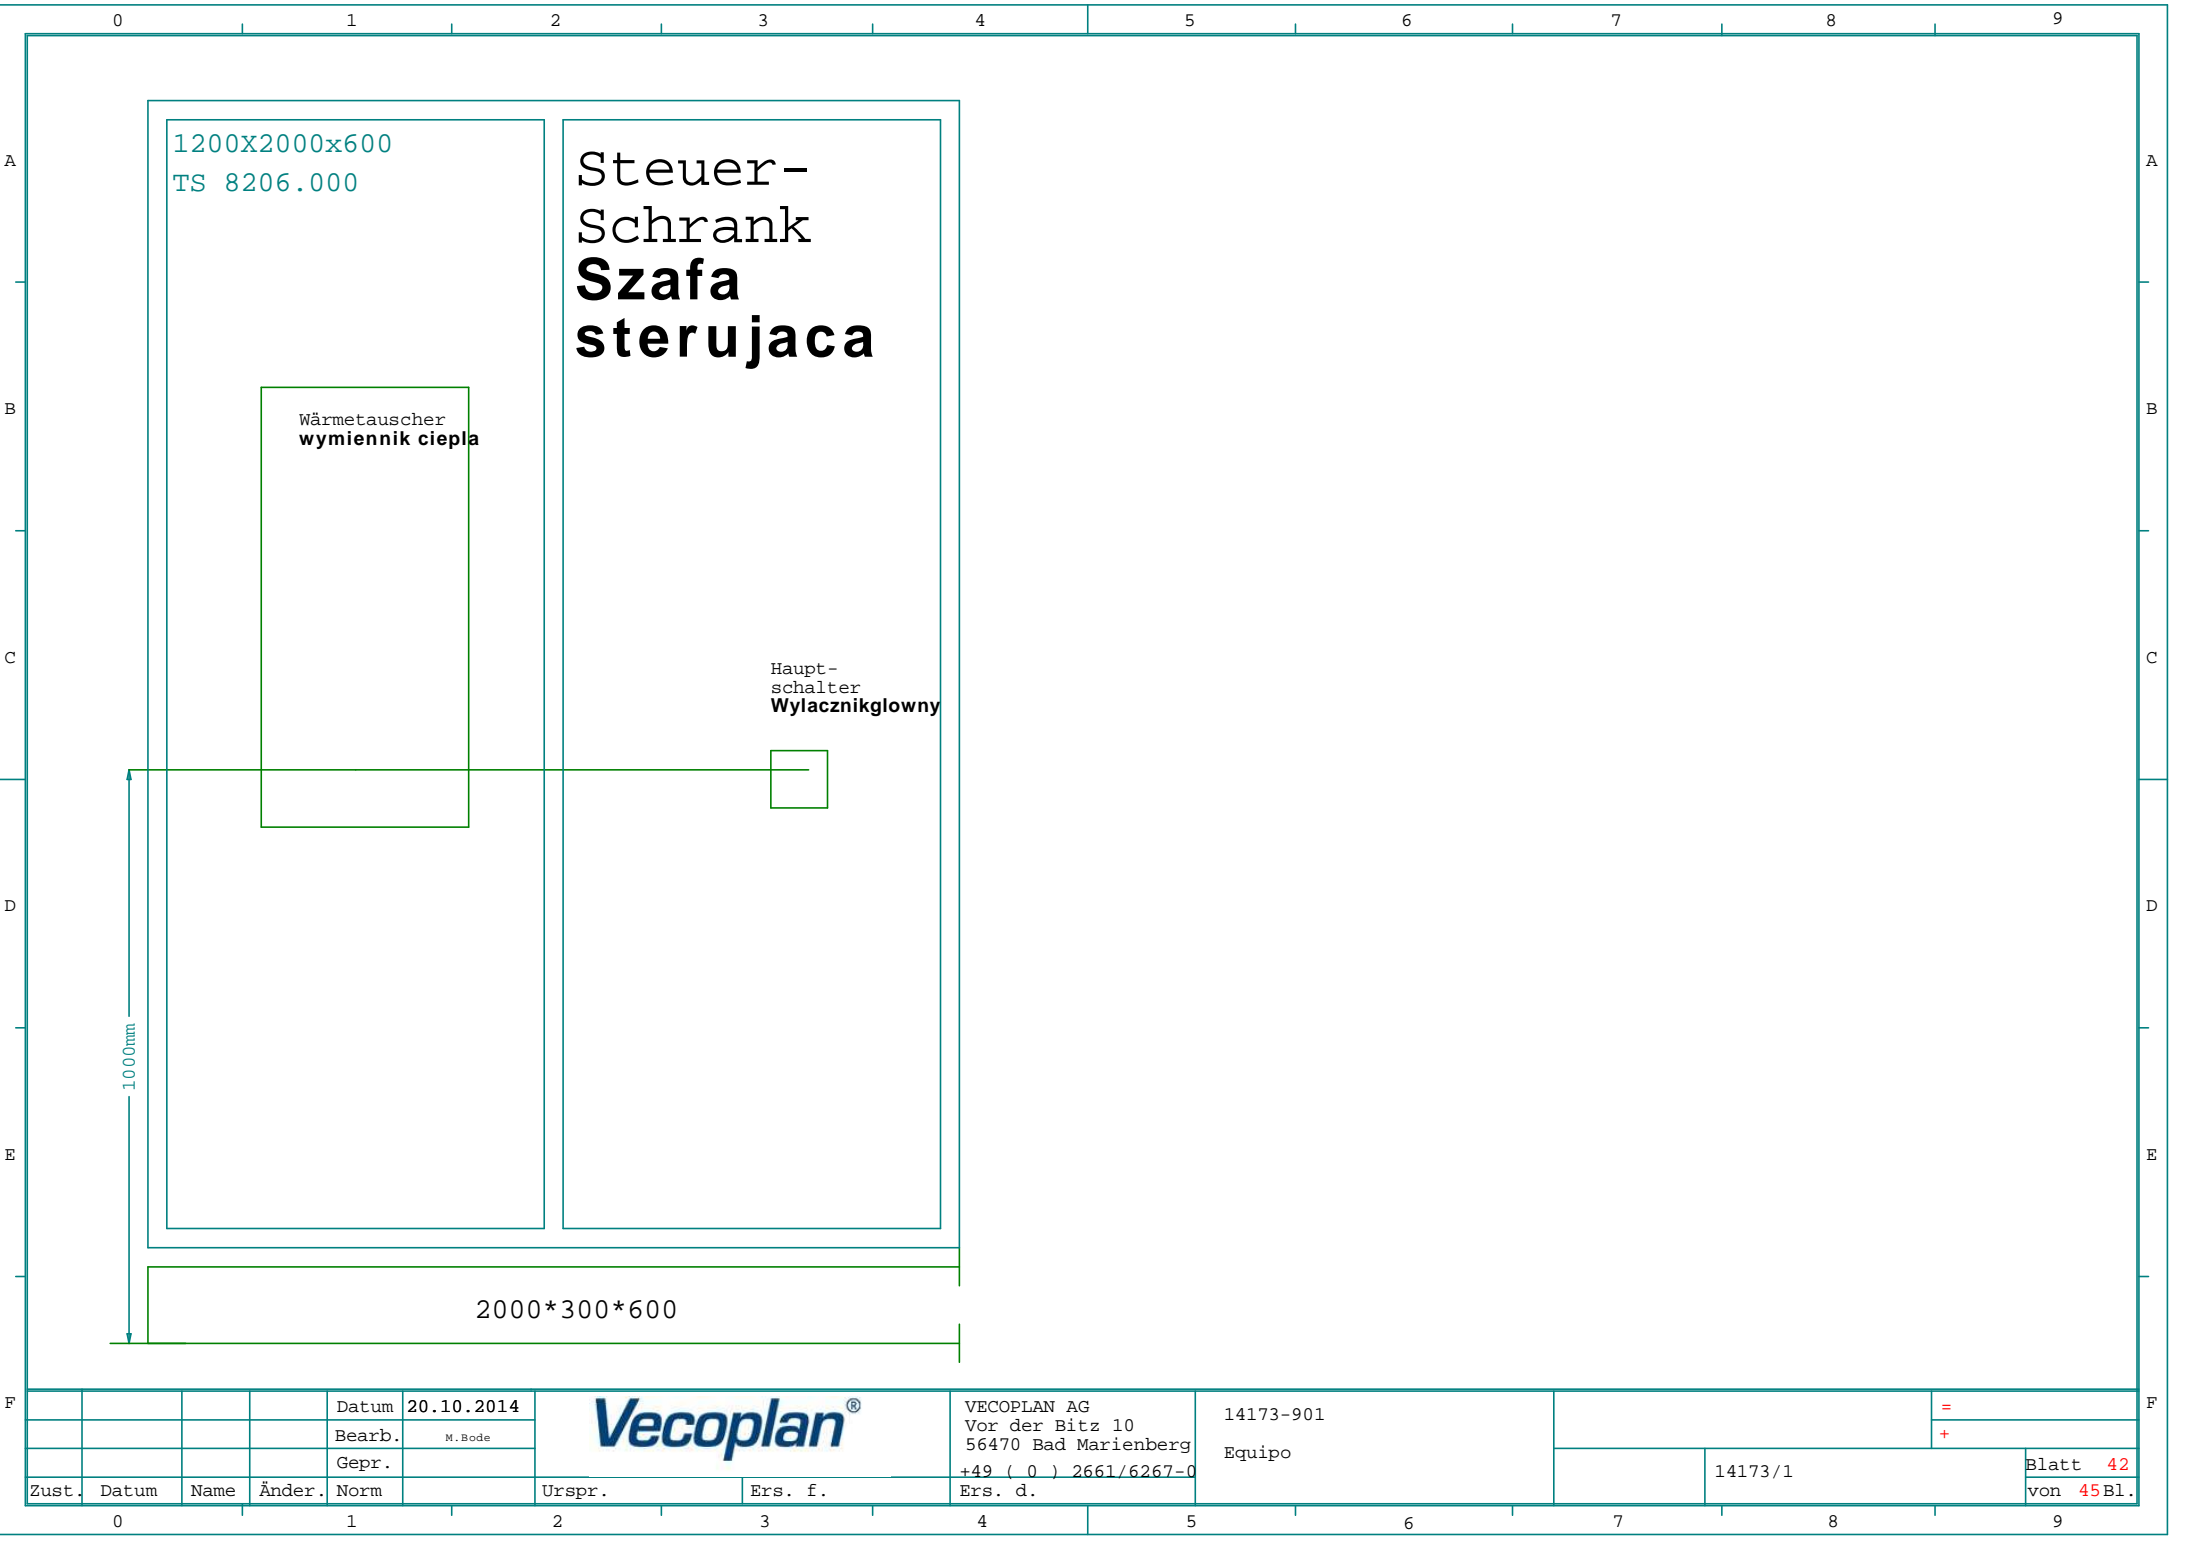 0 1 2 3 4 5 6 7 8 9
A A
1200X2000x600
TS 8206.000
Steuer-
Schrank
Szafa
sterujaca
B B
Wärmetauscher
wymiennik ciepla
C C
Haupt-
schalter
Wylacznikglowny
D D
1000mm
E E
2000*300*600
F F
Datum 20.10.2014
Bearb. M.Bode
Gepr.
Zust. Datum Name Änder. Norm
Vecoplan®
Urspr. Ers. f. Ers. d.
VECOPLAN AG
Vor der Bitz 10
56470 Bad Marienberg
+49 ( 0 ) 2661/6267-0
14173-901
Equipo
=
+
14173/1
Blatt 42
von 45Bl.
0 1 2 3 4 5 6 7 8 9